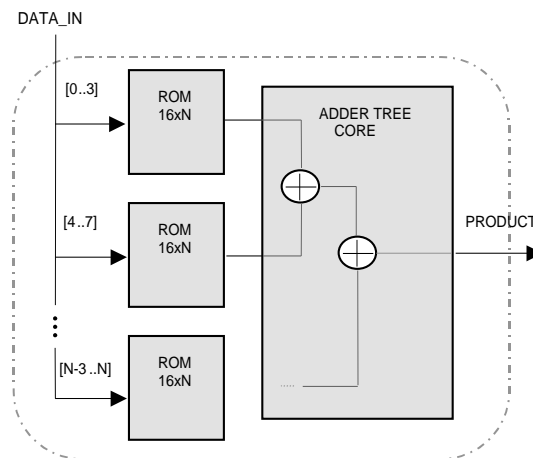 DATA_IN
[0..3]
ROM
16xN
ADDER TREE
CORE
[4..7]
ROM
16xN
PRODUCT
[N-3 ..N]
ROM
16xN
.....